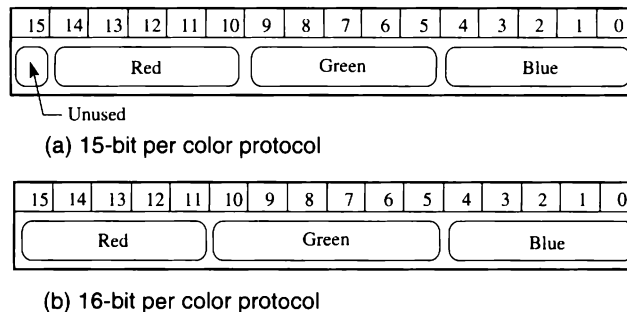 15 14 13 12 11 10 9 8 7 6 5 4 3 2 1 0
Red Green Blue
Unused
(a) 15-bit per color protocol
15 14 13 12 11 10 9 8 7 6 5 4 3 2 1 0
Red Green Blue
(b) 16-bit per color protocol